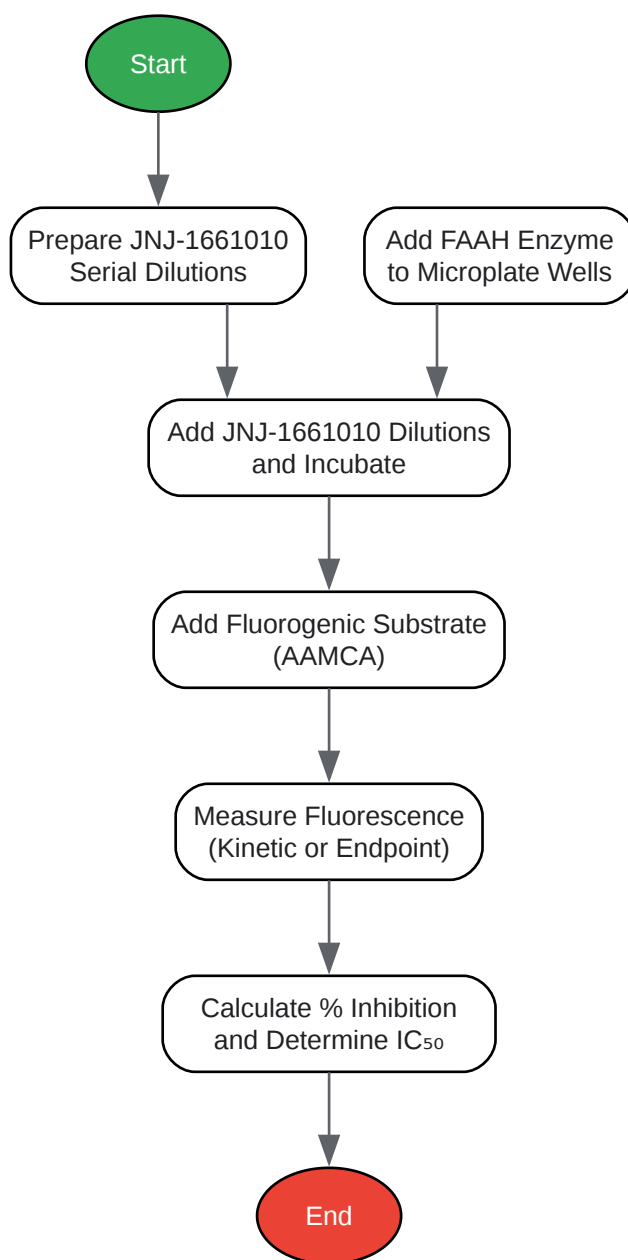 Start
Prepare JNJ-1661010
Serial Dilutions
Add FAAH Enzyme
to Microplate Wells
Add JNJ-1661010 Dilutions
and Incubate
Add Fluorogenic Substrate
(AAMCA)
Measure Fluorescence
(Kinetic or Endpoint)
Calculate % Inhibition
and Determine IC₅₀
End